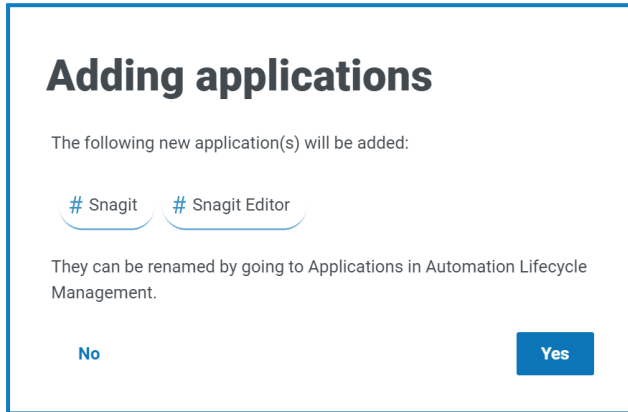 Adding applications
The following new application(s) will be added:
# Snagit # Snagit Editor
They can be renamed by going to Applications in Automation Lifecycle
Management.
No Yes